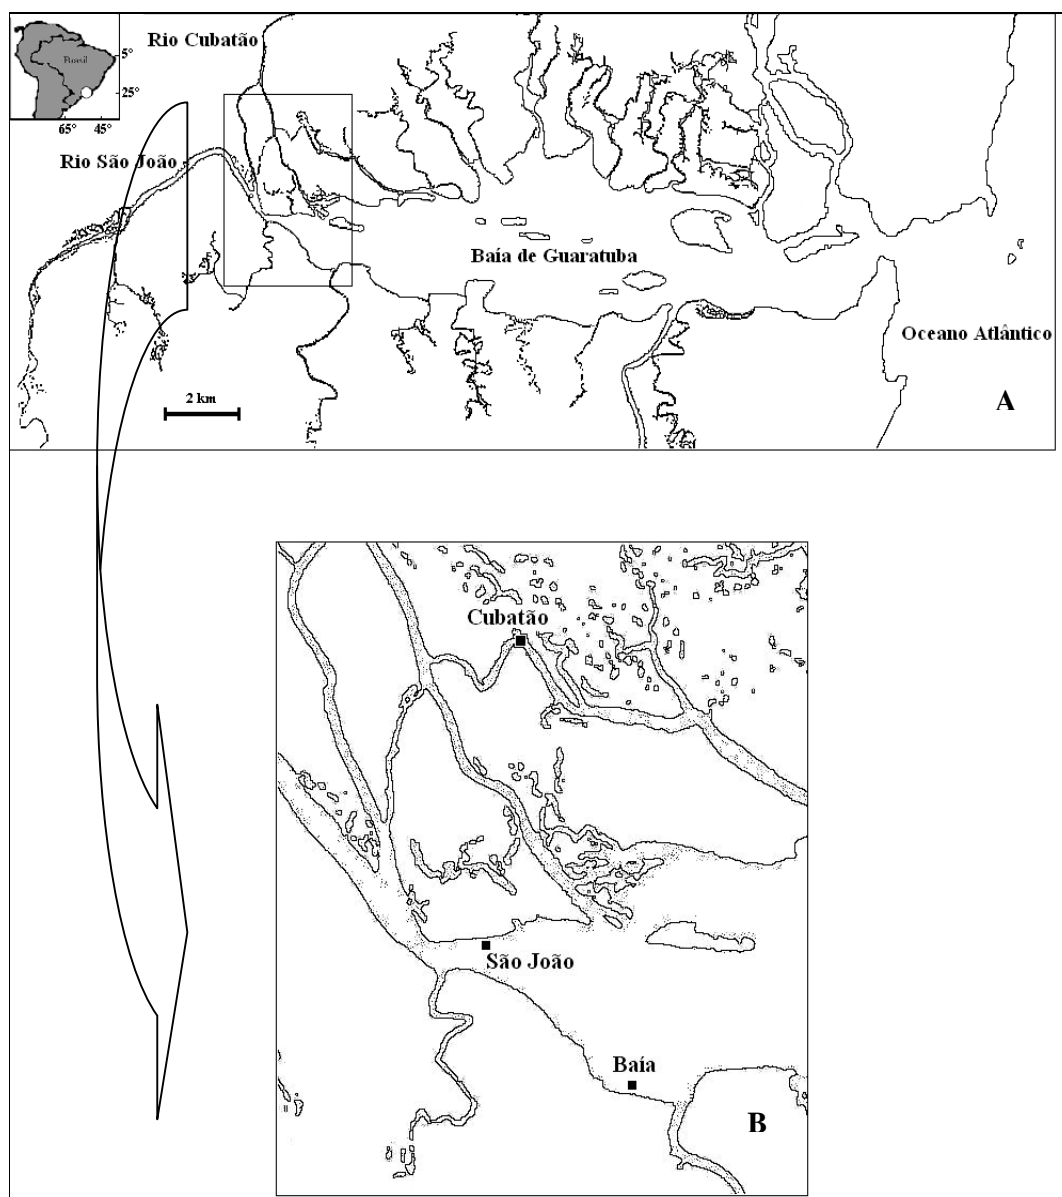 Rio Cubatão
Brasil
5°
25°
65° 45°
Rio São João
Baía de Guaratuba
Oceano Atlântico
2 km
A
Cubatão
São João
Baía
B